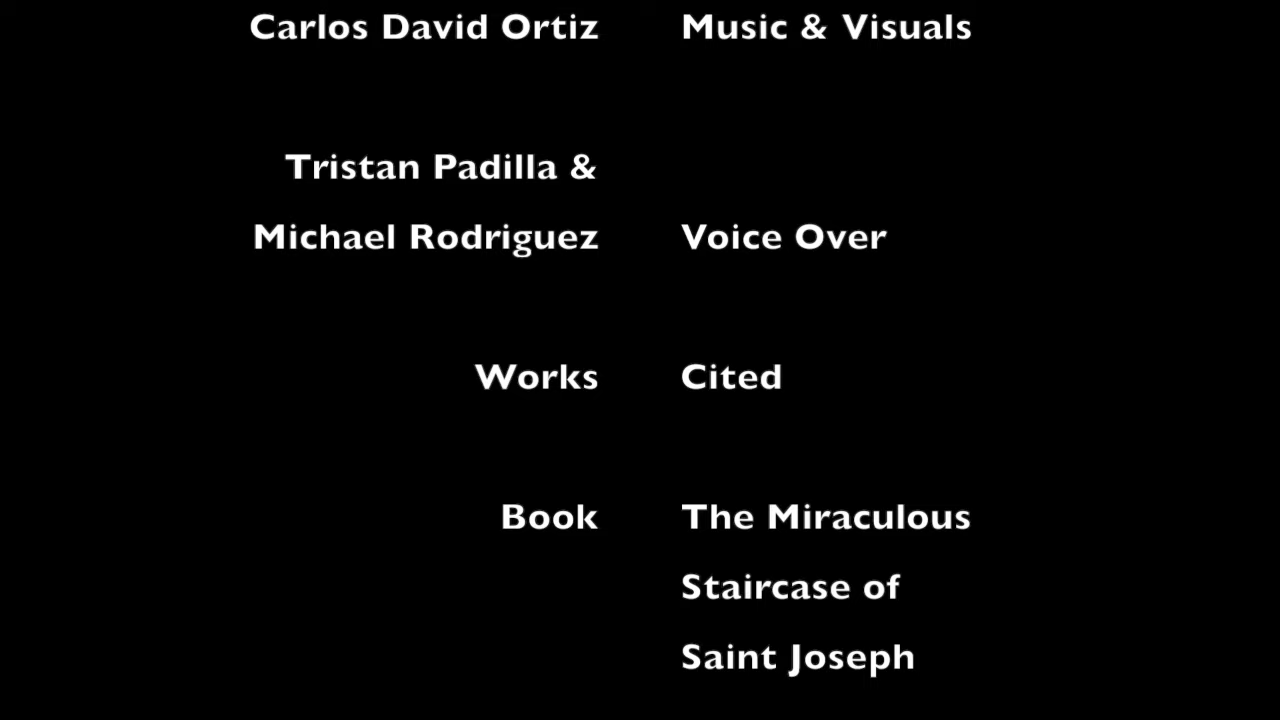 Carlos David Ortiz Music & Visuals
Tristan Padilla &
Michael Rodriguez Voice Over
Works Cited
Book The Miraculous
Staircase of
Saint Joseph